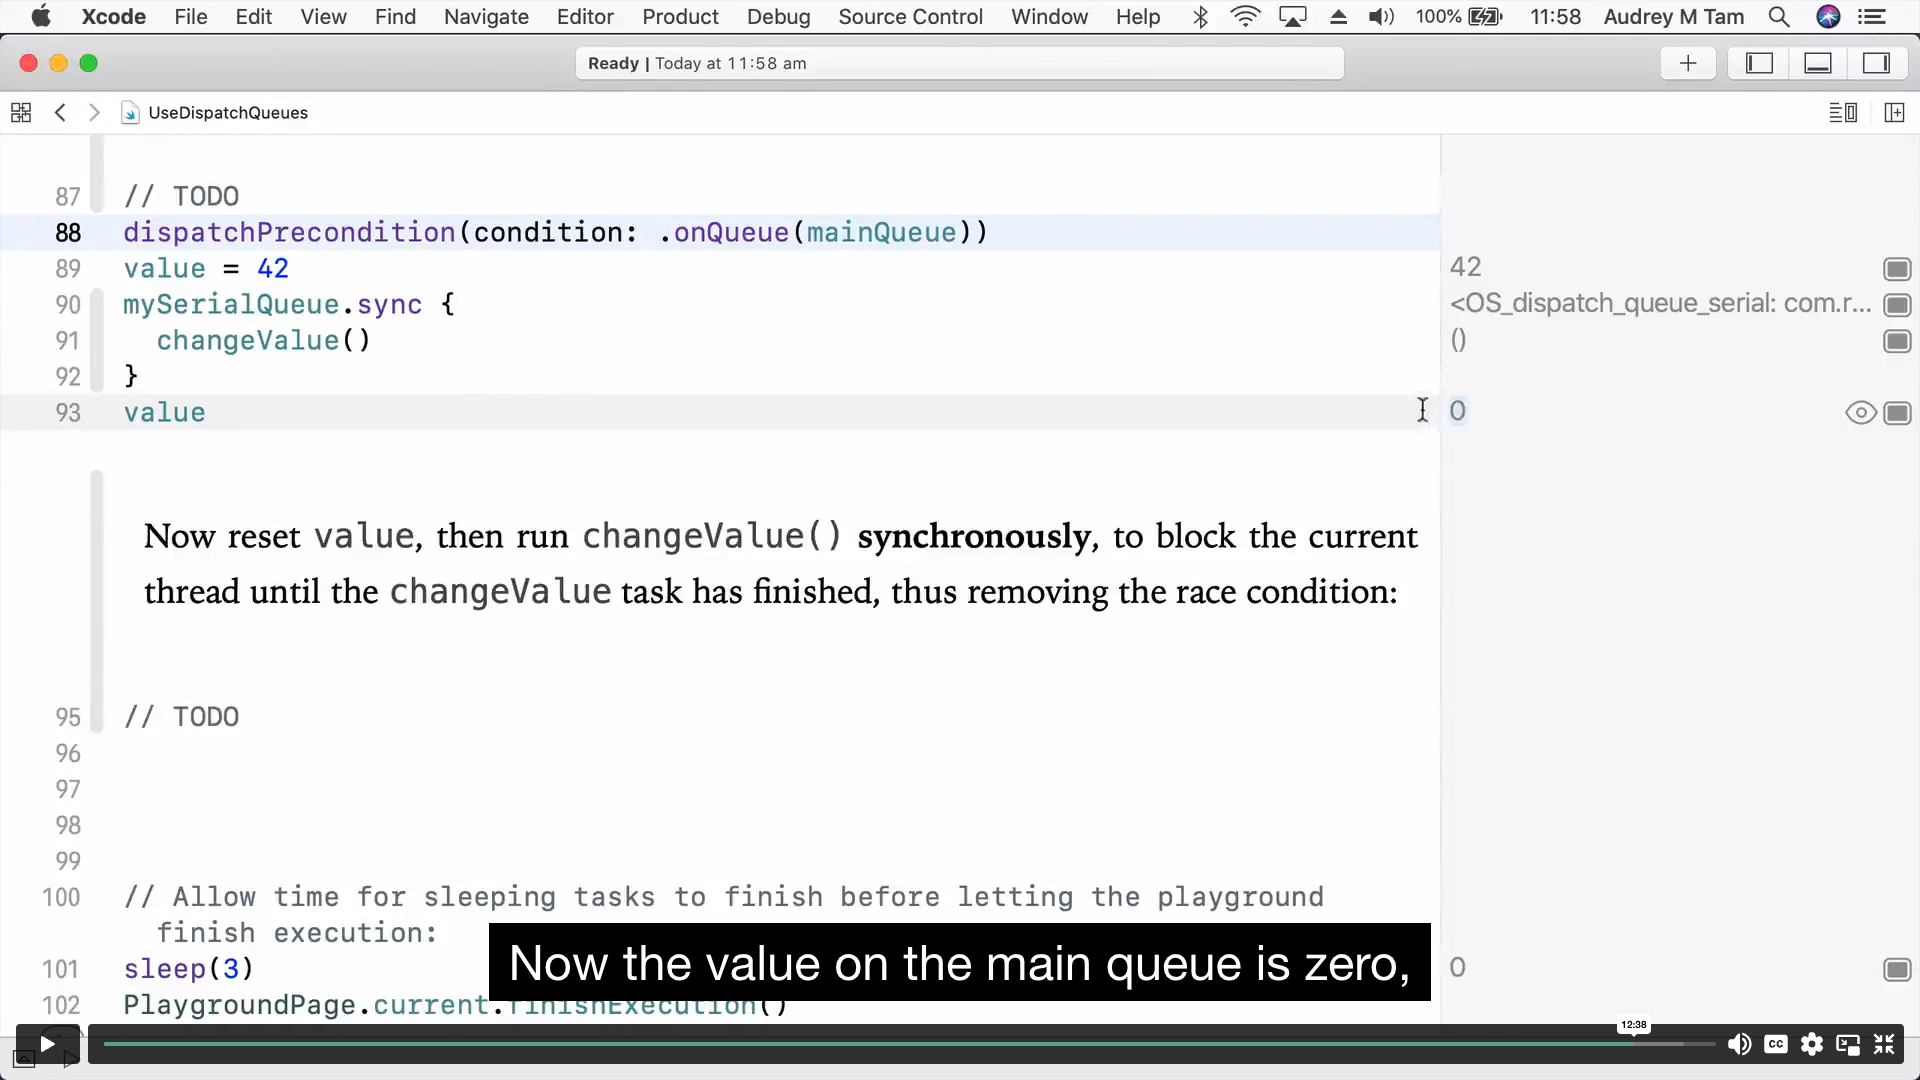 Xcode File Edit View Find Navigate Editor Product Debug Source Control Window Help 100% 11:58 Audrey M Tam
Ready | Today at 11:58 am
UseDispatchQueues
87 // TODO
88 dispatchPrecondition(condition: .onQueue(mainQueue))
89 value = 42 42
90 mySerialQueue.sync { <OS_dispatch_queue_serial: com.r...
91 changeValue() ()
92 }
93 value 0
Now reset value, then run changeValue() synchronously, to block the current
thread until the changeValue task has finished, thus removing the race condition:
95 // TODO
96
97
98
99
100 // Allow time for sleeping tasks to finish before letting the playground
finish execution:
Now the value on the main queue is zero,
101 sleep(3) 0
102 PlaygroundPage.current.finishExecution()
12:38
CC